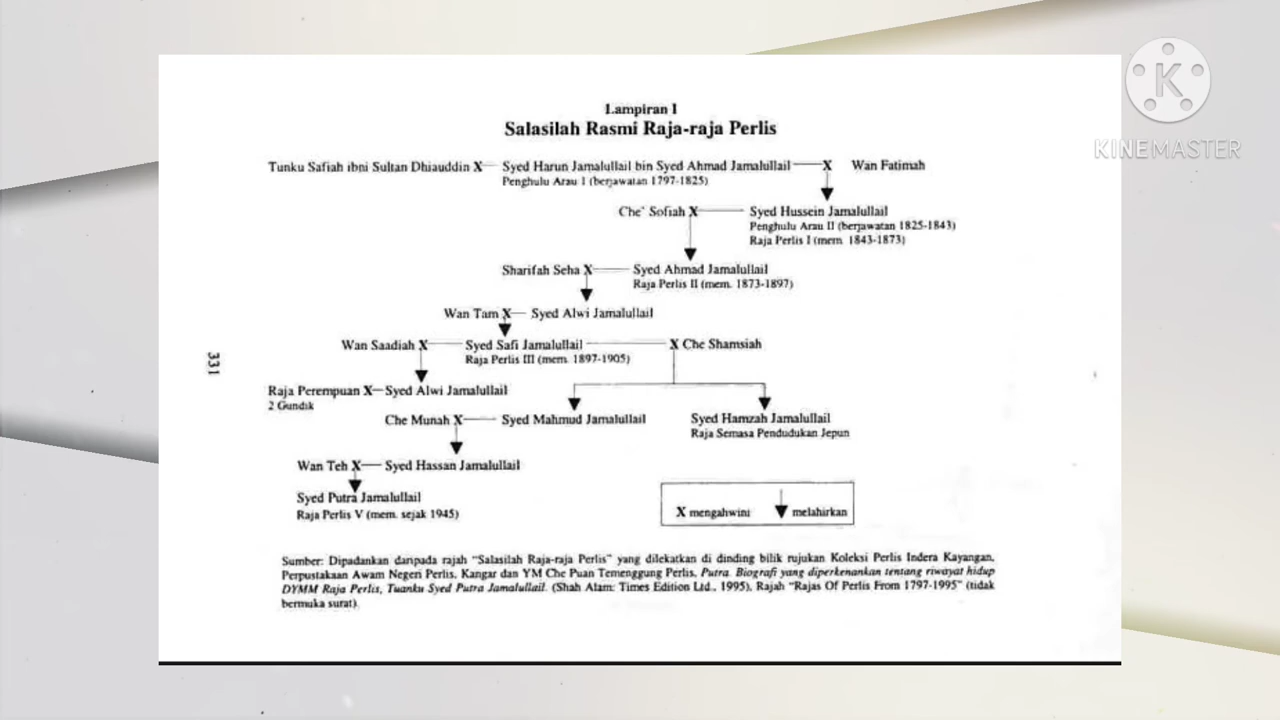 Lampiran I
Salasilah Rasmi Raja-raja Perlis
Tunku Safiah ibni Sultan Dhiauddin X Syed Harun Jamalullail bin Syed Ahmad Jamalullail X Wan Fatimah
Penghulu Arau I (berjawatan 1797-1825)
Che' Sofiah X Syed Hussein Jamalullail
Penghulu Arau II (berjawatan 1825-1843)
Raja Perlis I (mem. 1843-1873)
Sharifah Seha X Syed Ahmad Jamalullail
Raja Perlis II (mem. 1873-1897)
Wan Tam X Syed Alwi Jamalullail
Wan Saadiah X Syed Safi Jamalullail X Che Shamsiah
Raja Perlis III (mem. 1897-1905)
Raja Perempuan X Syed Alwi Jamalullail
2 Gundik
Che Munah X Syed Mahmud Jamalullail
Syed Hamzah Jamalullail
Raja Semasa Pendudukan Jepun
Wan Teh X Syed Hassan Jamalullail
Syed Putra Jamalullail
Raja Perlis V (mem. sejak 1945)
X mengahwini melahirkan
Sumber: Dipadankan daripada rajah "Salasilah Raja-raja Perlis" yang dilekatkan di dinding bilik rujukan Koleksi Perlis Indera Kayangan,
Perpustakaan Awam Negeri Perlis, Kangar dan YM Che Puan Temenggung Perlis, Putra. Biografi yang diperkenankan tentang riwayat hidup
DYMM Raja Perlis, Tuanku Syed Putra Jamalullail. (Shah Alam: Times Edition Ltd., 1995), Rajah "Rajas Of Perlis From 1797-1995" (tidak
bermuka surat).
331
KINEMASTER